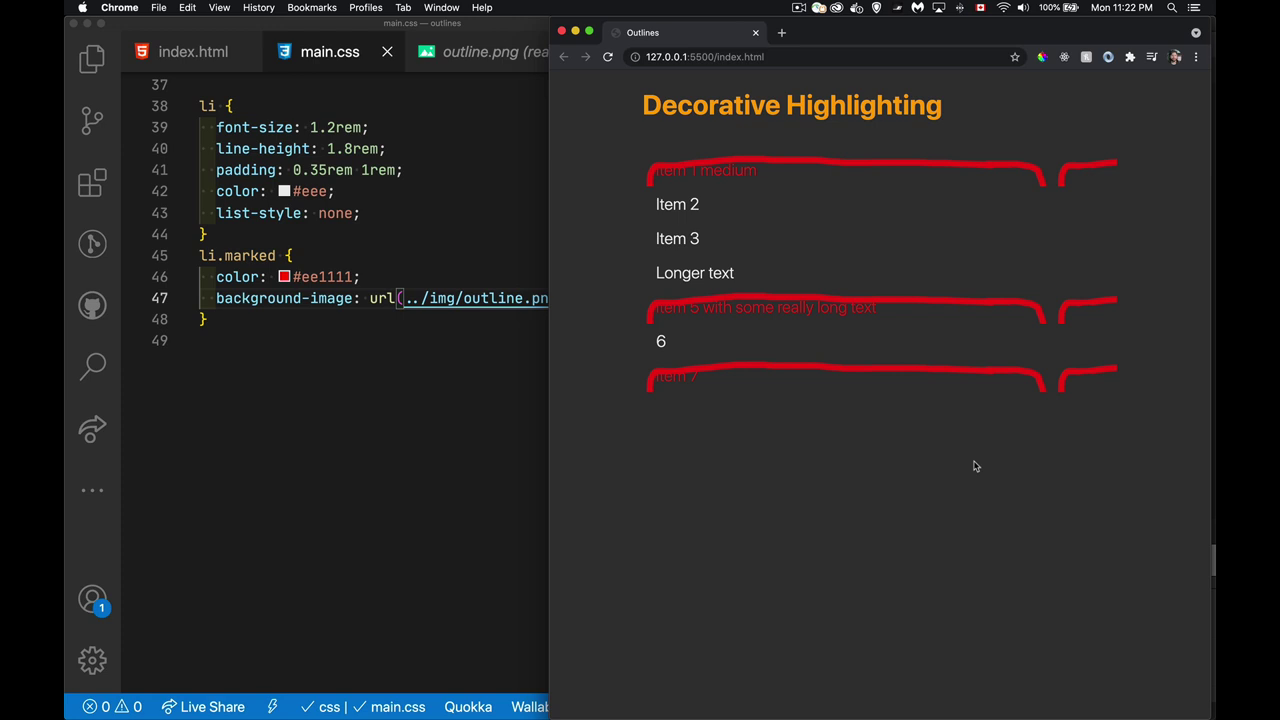 Chrome File Edit View History Bookmarks Profiles Tab Window Help 100% Mon 11:22 PM
main.css — outlines
index.html main.css outline.png (rea
Outlines
127.0.0.1:5500/index.html
37
38 li {
39 font-size: 1.2rem;
40 line-height: 1.8rem;
41 padding: 0.35rem 1rem;
42 color: #eee;
43 list-style: none;
44 }
45 li.marked {
46 color: #ee1111;
47 background-image: url(../img/outline.pn
48 }
49
1
0 0 Live Share css | main.css Quokka Wallab
Decorative Highlighting
Item 1 medium
Item 2
Item 3
Longer text
Item 5 with some really long text
6
Item 7